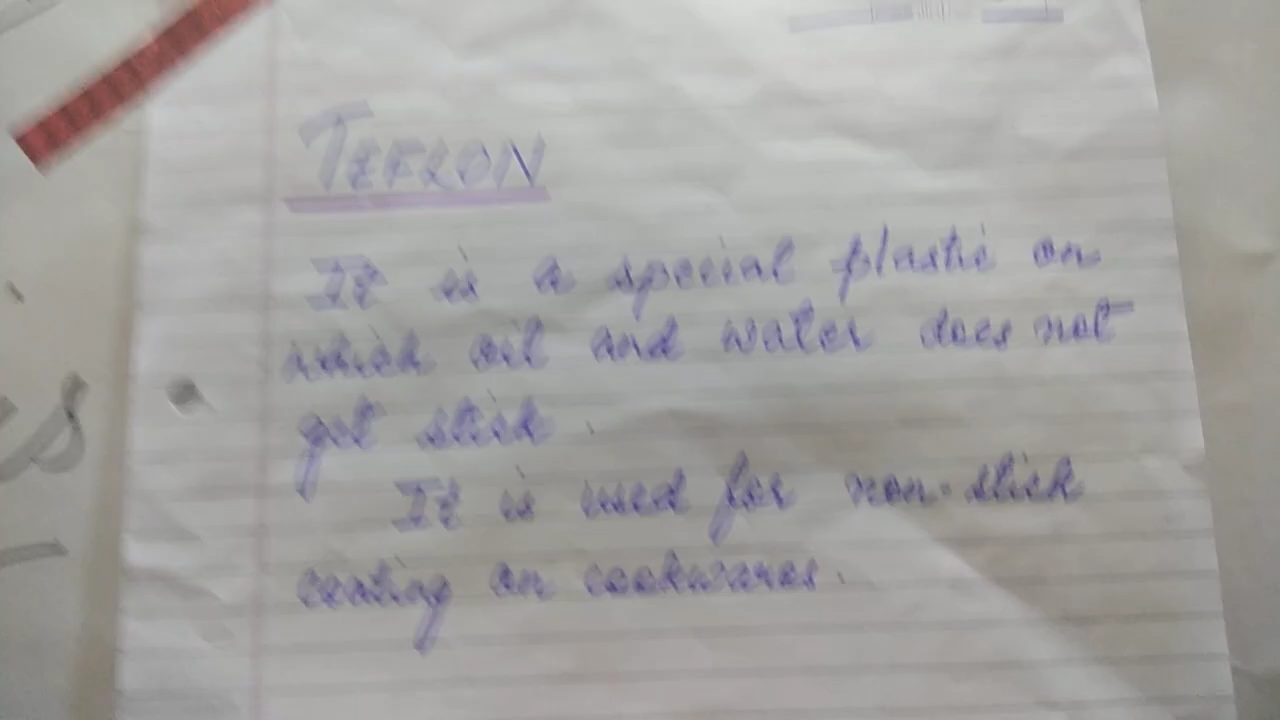 TEFLON
It is a special plastic on
which oil and water does not
get stick.
It is used for non-stick
coating on cookwares.